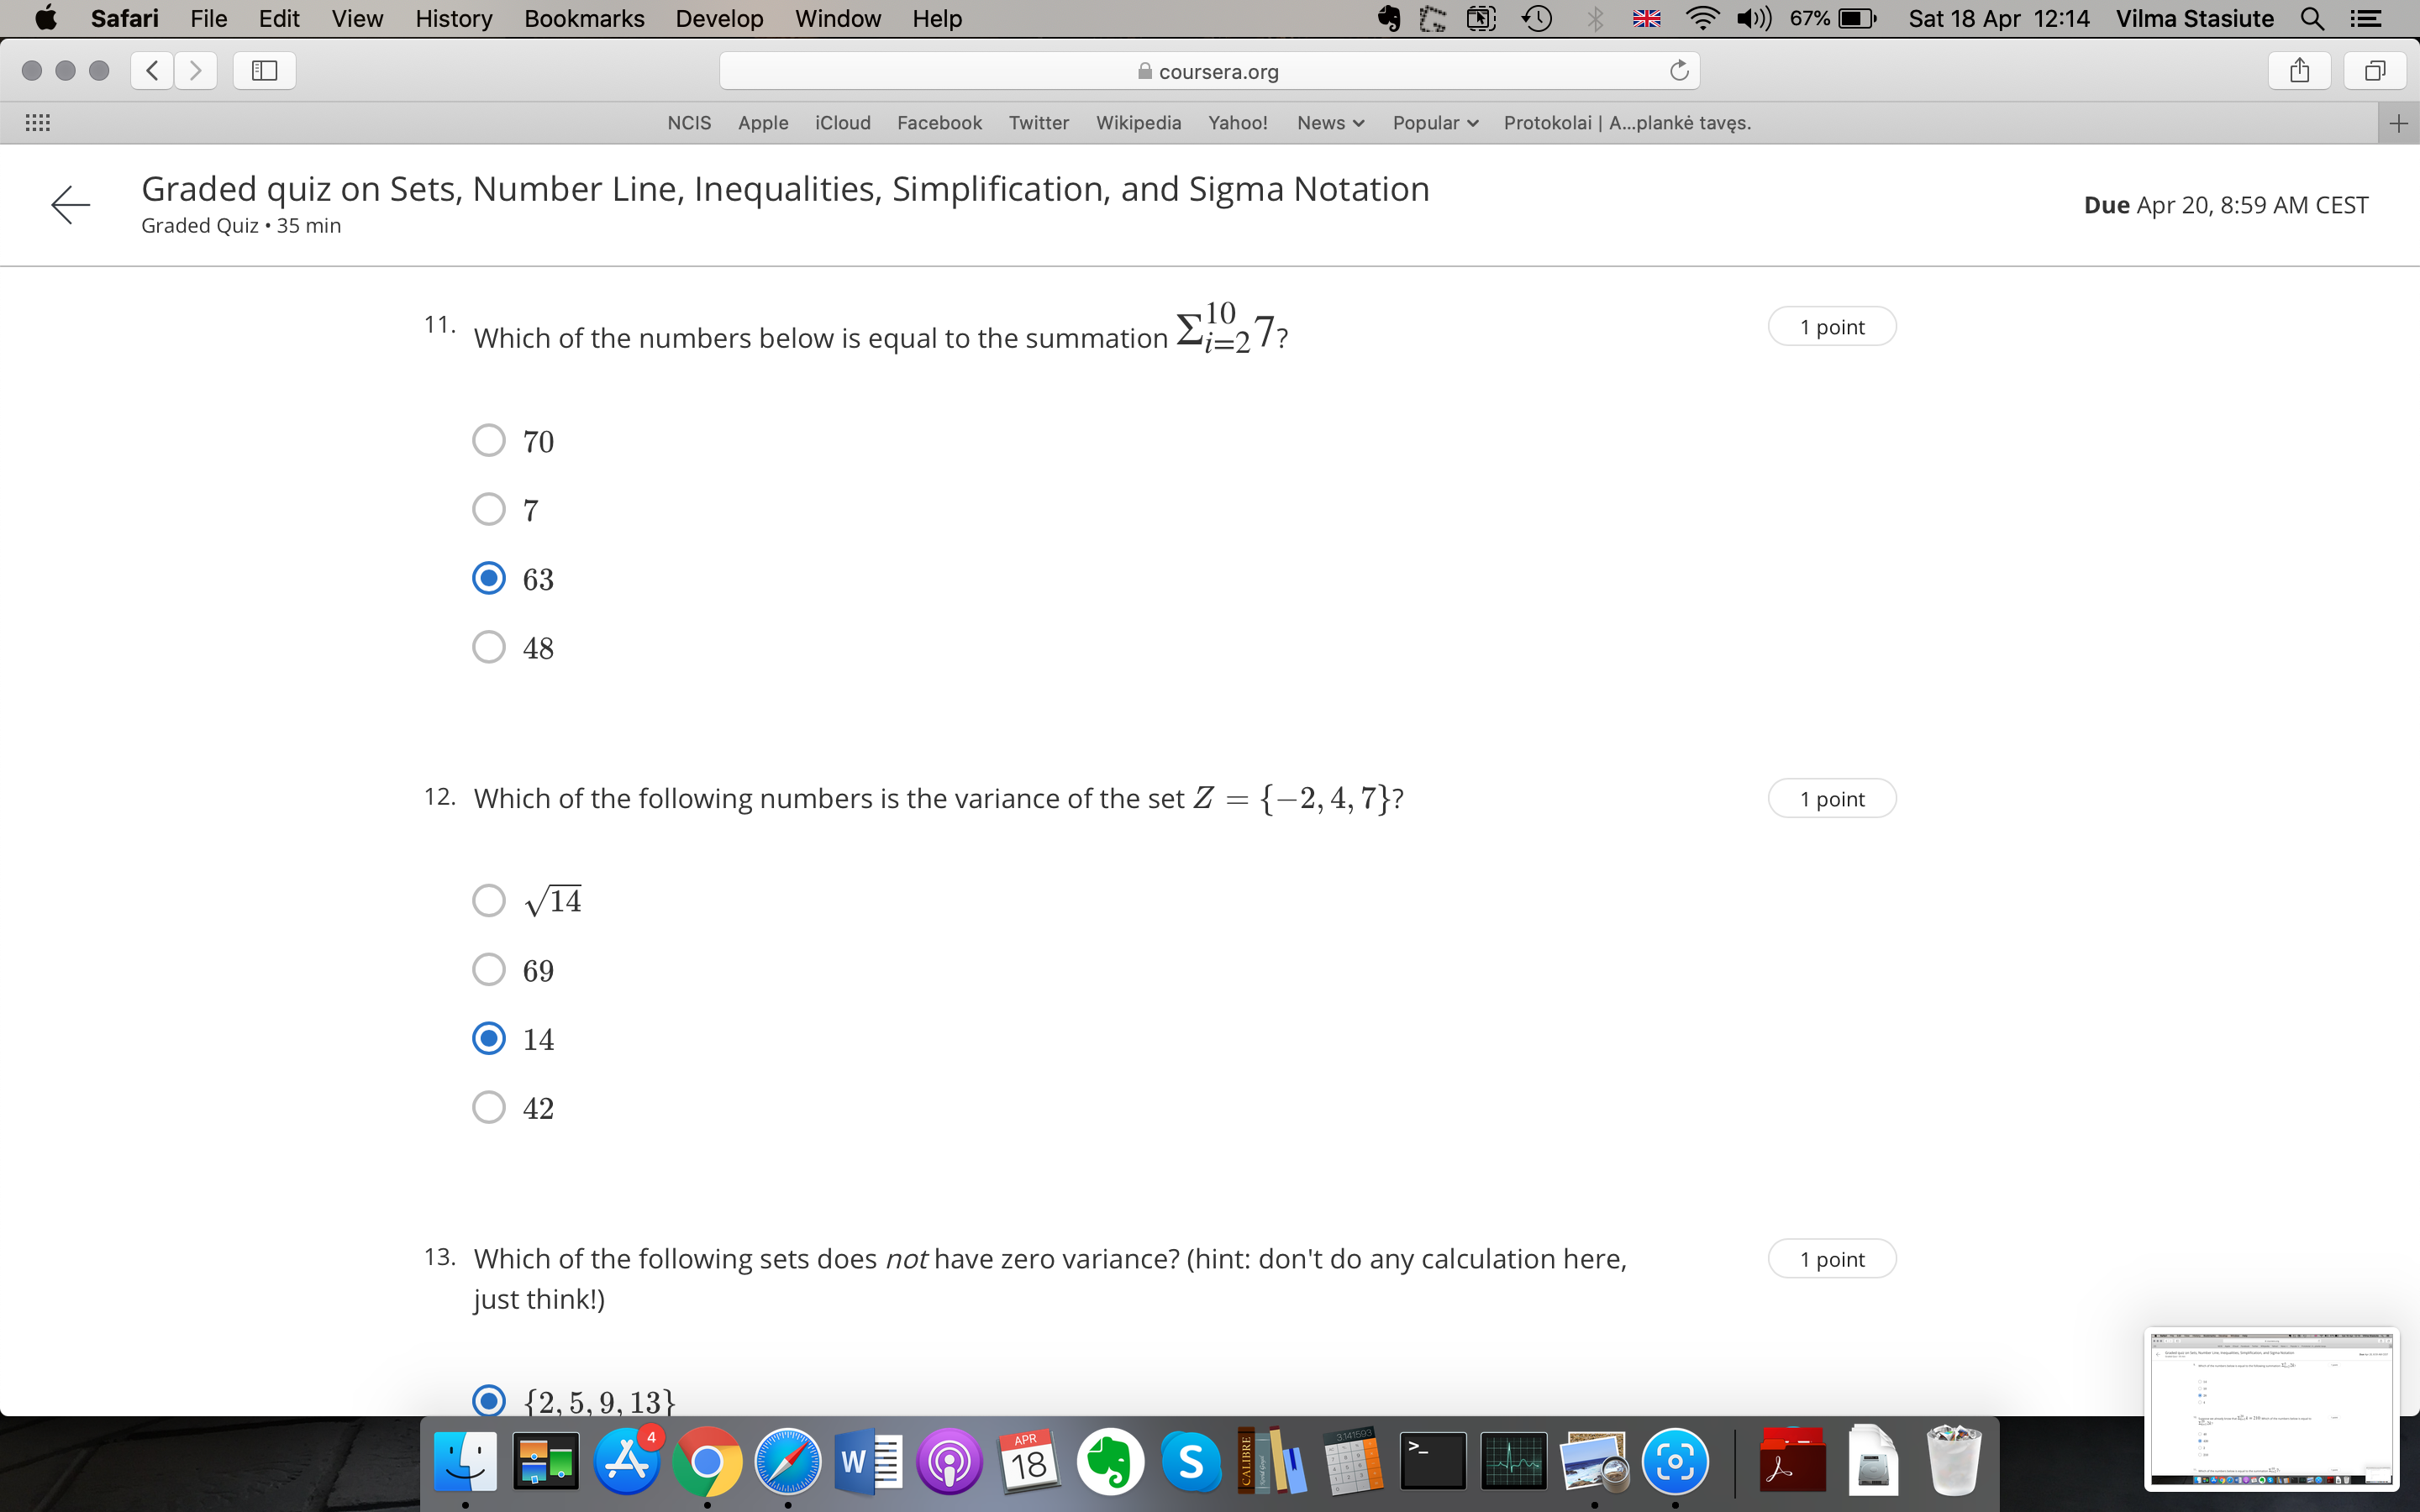 Safari File Edit View History Bookmarks Develop Window Help 67% Sat 18 Apr 12:14 Vilma Stasiute
coursera.org
NCIS Apple iCloud Facebook Twitter Wikipedia Yahoo! News Popular Protokolai | A...plankė tavęs.
Graded quiz on Sets, Number Line, Inequalities, Simplification, and Sigma Notation
Graded Quiz • 35 min
Due Apr 20, 8:59 AM CEST
11. Which of the numbers below is equal to the summation Σ_{i=2}^{10} 7?
1 point
70
7
63
48
12. Which of the following numbers is the variance of the set Z = {−2, 4, 7}?
1 point
√14
69
14
42
13. Which of the following sets does not have zero variance? (hint: don't do any calculation here,
just think!)
1 point
{2, 5, 9, 13}
4
W
APR
18
S
CALIBRE
3.141593
>_